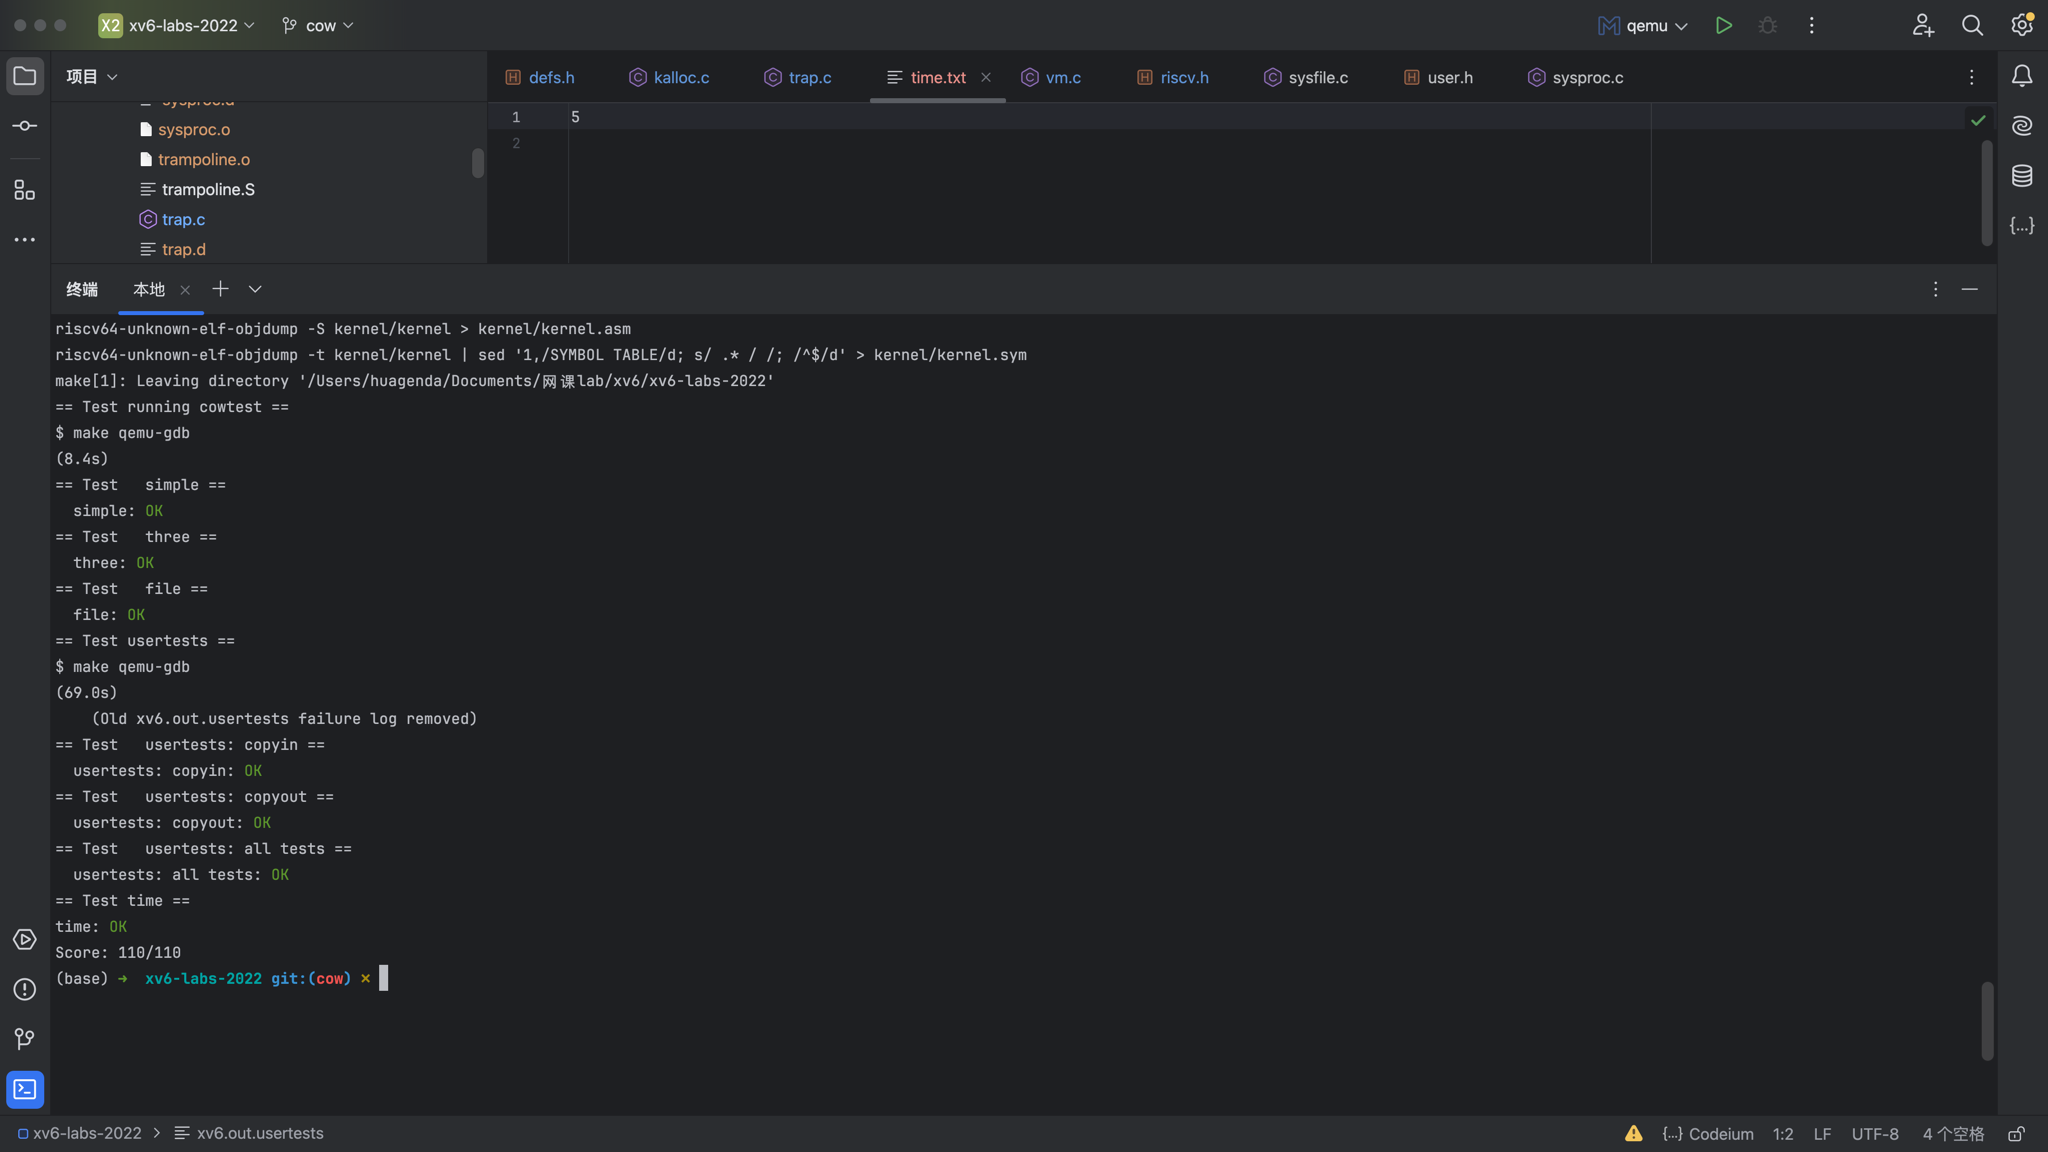 X2 xv6-labs-2022 cow qemu
项目
defs.h kalloc.c trap.c time.txt vm.c riscv.h sysfile.c user.h sysproc.c
sysproc.d
sysproc.o
trampoline.o
trampoline.S
trap.c
trap.d
1 5
2
终端 本地
riscv64-unknown-elf-objdump -S kernel/kernel > kernel/kernel.asm
riscv64-unknown-elf-objdump -t kernel/kernel | sed '1,/SYMBOL TABLE/d; s/ .* / /; /^$/d' > kernel/kernel.sym
make[1]: Leaving directory '/Users/huagenda/Documents/网课lab/xv6/xv6-labs-2022'
== Test running cowtest ==
$ make qemu-gdb
(8.4s)
== Test   simple ==
  simple: OK
== Test   three ==
  three: OK
== Test   file ==
  file: OK
== Test usertests ==
$ make qemu-gdb
(69.0s)
    (Old xv6.out.usertests failure log removed)
== Test   usertests: copyin ==
  usertests: copyin: OK
== Test   usertests: copyout ==
  usertests: copyout: OK
== Test   usertests: all tests ==
  usertests: all tests: OK
== Test time ==
time: OK
Score: 110/110
(base) → xv6-labs-2022 git:(cow) ×
xv6-labs-2022 > xv6.out.usertests {...} Codeium 1:2 LF UTF-8 4 个空格